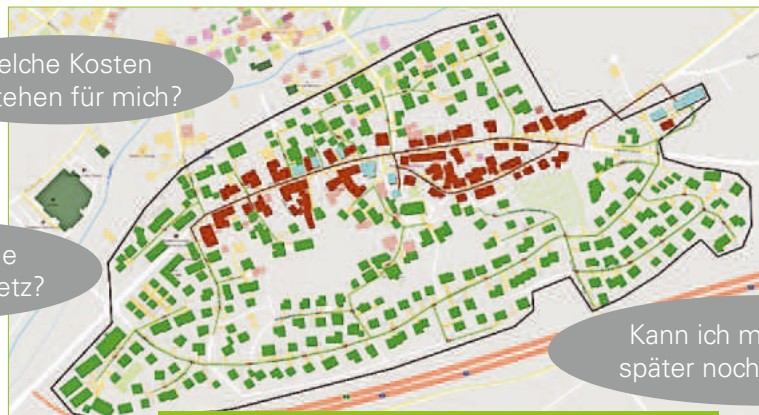 elche Kosten
tehen für mich?
e
etz?
Kann ich m
später noch